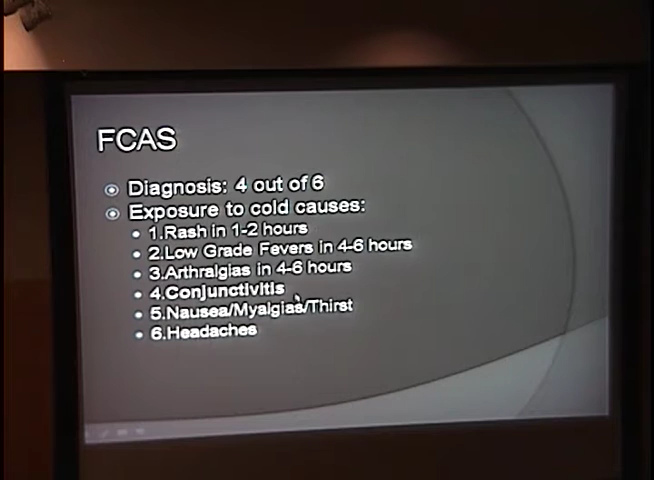 FCAS
Diagnosis: 4 out of 6
Exposure to cold causes:
1.Rash in 1-2 hours
2.Low Grade Fevers in 4-6 hours
3.Arthralgias in 4-6 hours
4.Conjunctivitis
5.Nausea/Myalgias/Thirst
6.Headaches